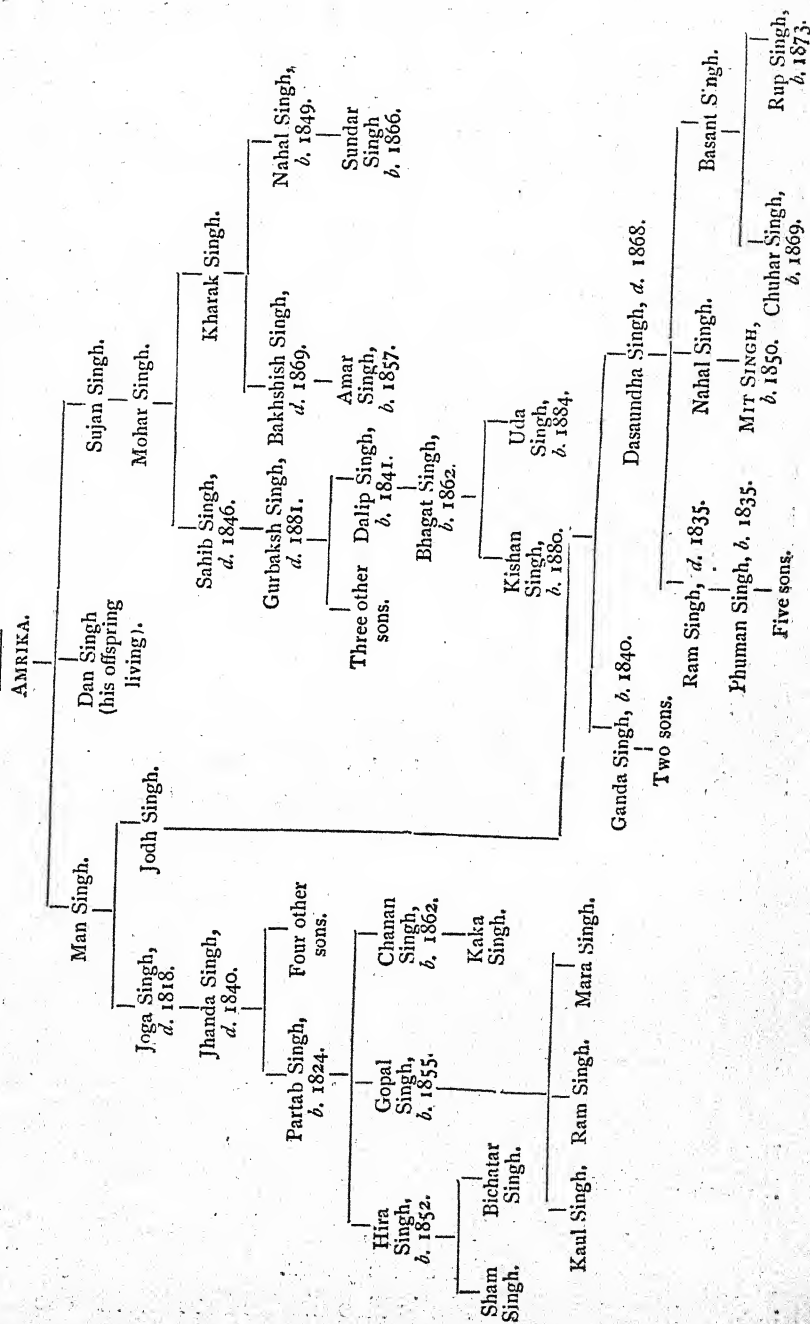 AMRIKA.
Man Singh.
Dan Singh
(his offspring
living).
Sujan Singh.
Mohar Singh.
Joga Singh,
d. 1818.
Jodh Singh.
Jhanda Singh,
d. 1840.
Partab Singh,
b. 1824.
Four other
sons.
Hira
Singh,
b. 1852.
Gopal
Singh,
b. 1855.
Chanan
Singh,
b. 1862.
Sham
Singh.
Bichatar
Singh.
Kaka
Singh.
Kaul Singh.
Ram Singh.
Mara Singh.
Sahib Singh,
d. 1846.
Kharak Singh.
Gurbaksh Singh,
d. 1881.
Bakhshish Singh,
d. 1869.
Nahal Singh,
b. 1849.
Three other
sons.
Dalip Singh,
b. 1841.
Amar
Singh,
b. 1857.
Sundar
Singh
b. 1866.
Bhagat Singh,
b. 1862.
Kishan
Singh,
b. 1880.
Uda
Singh,
b. 1884.
Ganda Singh, b. 1840.
Two sons.
Dasaundha Singh, d. 1868.
Ram Singh, d. 1835.
Nahal Singh.
Basant S'ngh.
Phuman Singh, b. 1835.
Five sons.
MIT SINGH,
b. 1850.
Chuhar Singh,
b. 1869.
Rup Singh,
b. 1873.